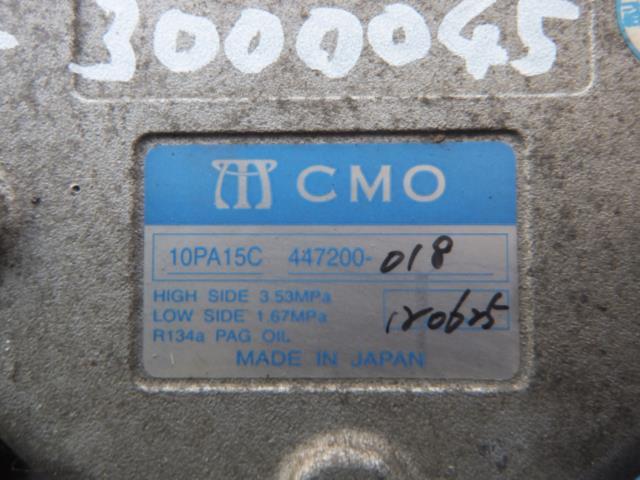 3000045
CMO
10PA15C 447200-018
HIGH SIDE 3.53MPa
LOW SIDE 1.67MPa
120625
R134a PAG OIL
MADE IN JAPAN